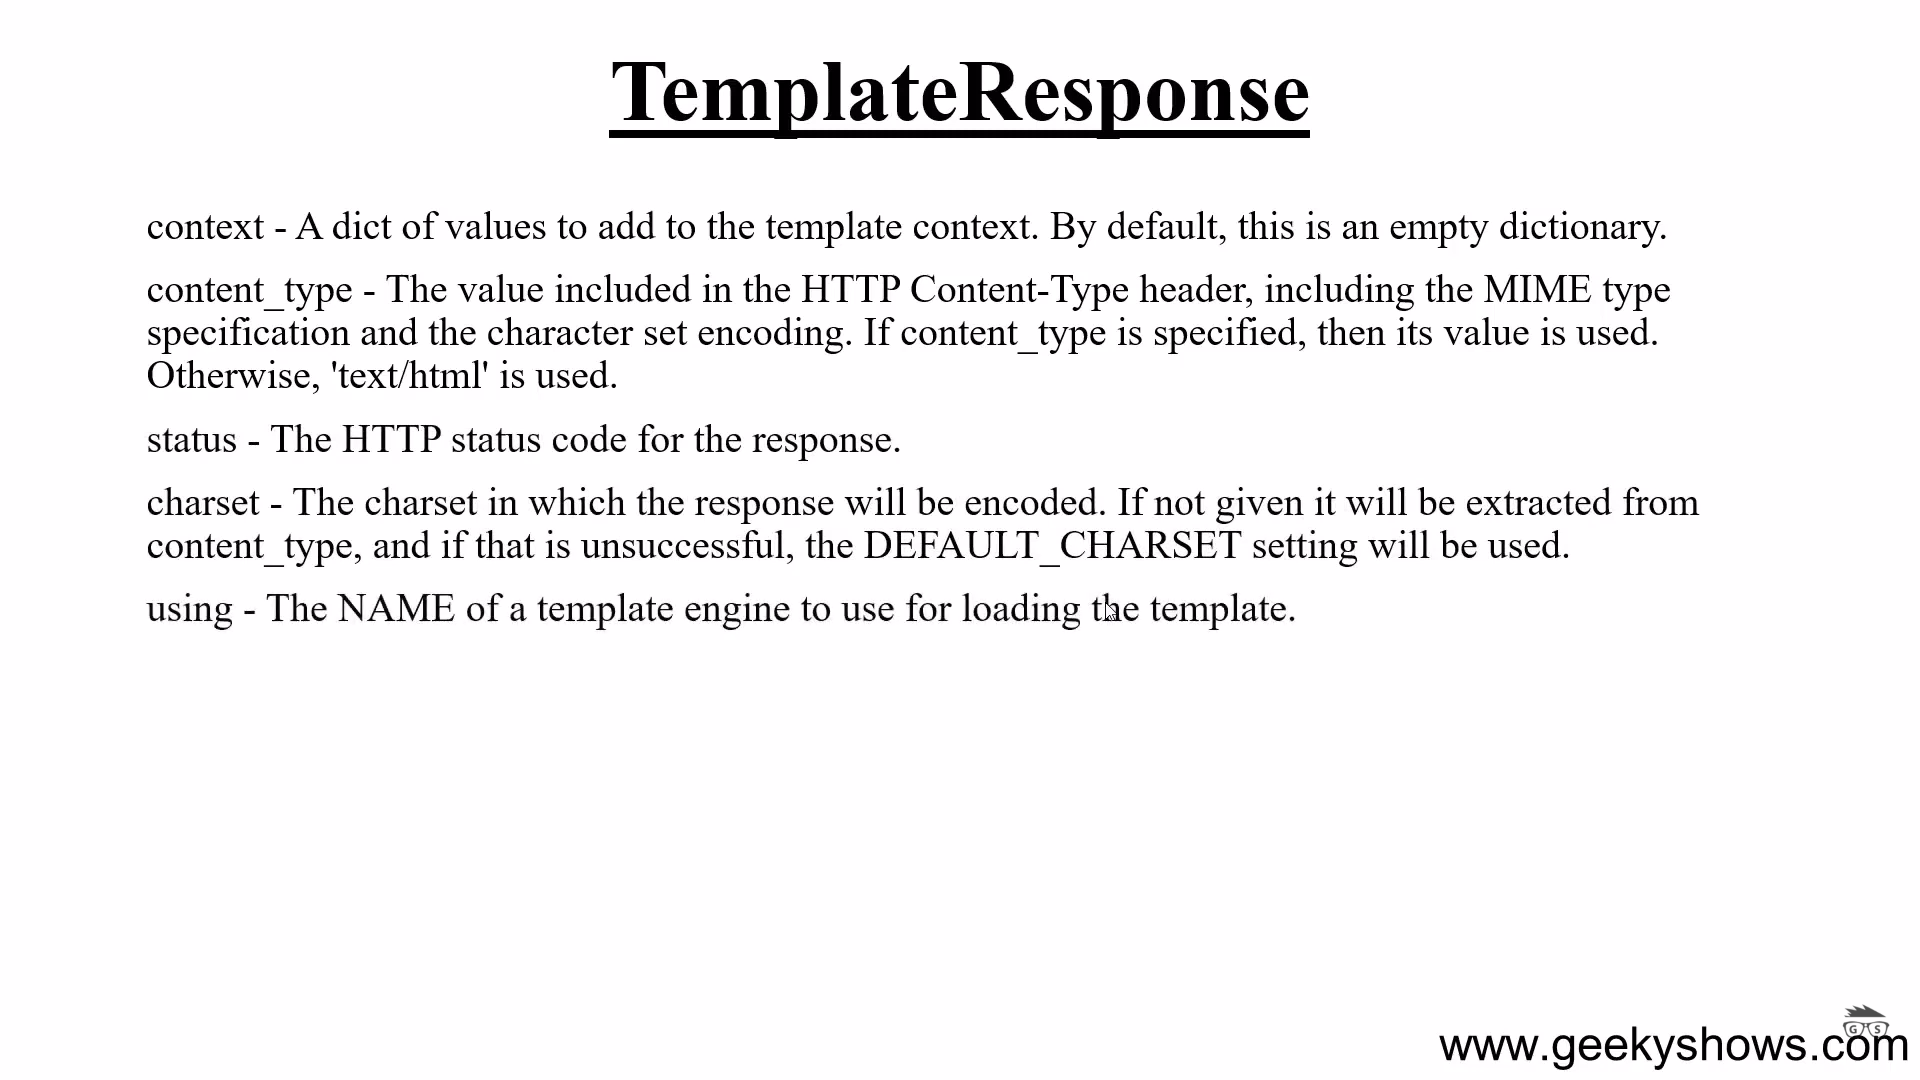 TemplateResponse
context - A dict of values to add to the template context. By default, this is an empty dictionary.
content_type - The value included in the HTTP Content-Type header, including the MIME type
specification and the character set encoding. If content_type is specified, then its value is used.
Otherwise, 'text/html' is used.
status - The HTTP status code for the response.
charset - The charset in which the response will be encoded. If not given it will be extracted from
content_type, and if that is unsuccessful, the DEFAULT_CHARSET setting will be used.
using - The NAME of a template engine to use for loading the template.
G S
www.geekyshows.com